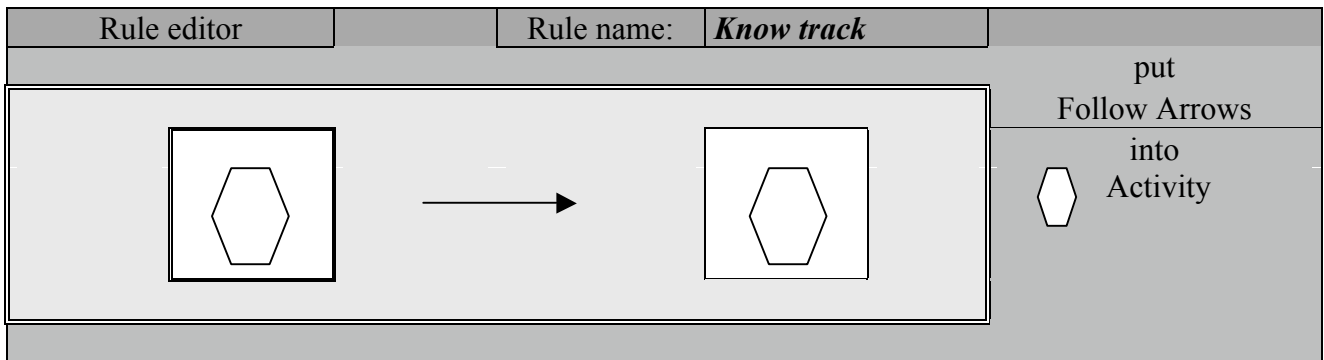 Rule editor Rule name: Know track
put
Follow Arrows
into
Activity